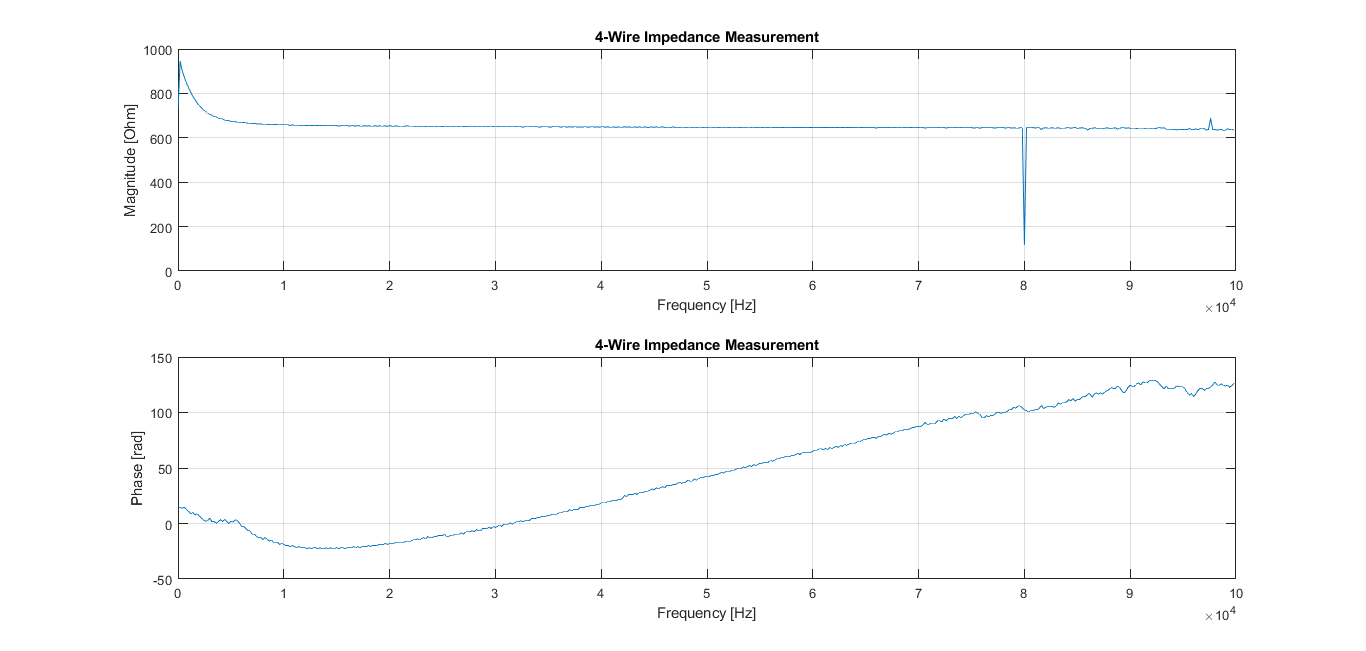 4-Wire Impedance Measurement
1000
800
600
400
200
0
Magnitude [Ohm]
0 1 2 3 4 5 6 7 8 9 10
Frequency [Hz]
×10^4
4-Wire Impedance Measurement
150
100
50
0
-50
Phase [rad]
0 1 2 3 4 5 6 7 8 9 10
Frequency [Hz]
×10^4